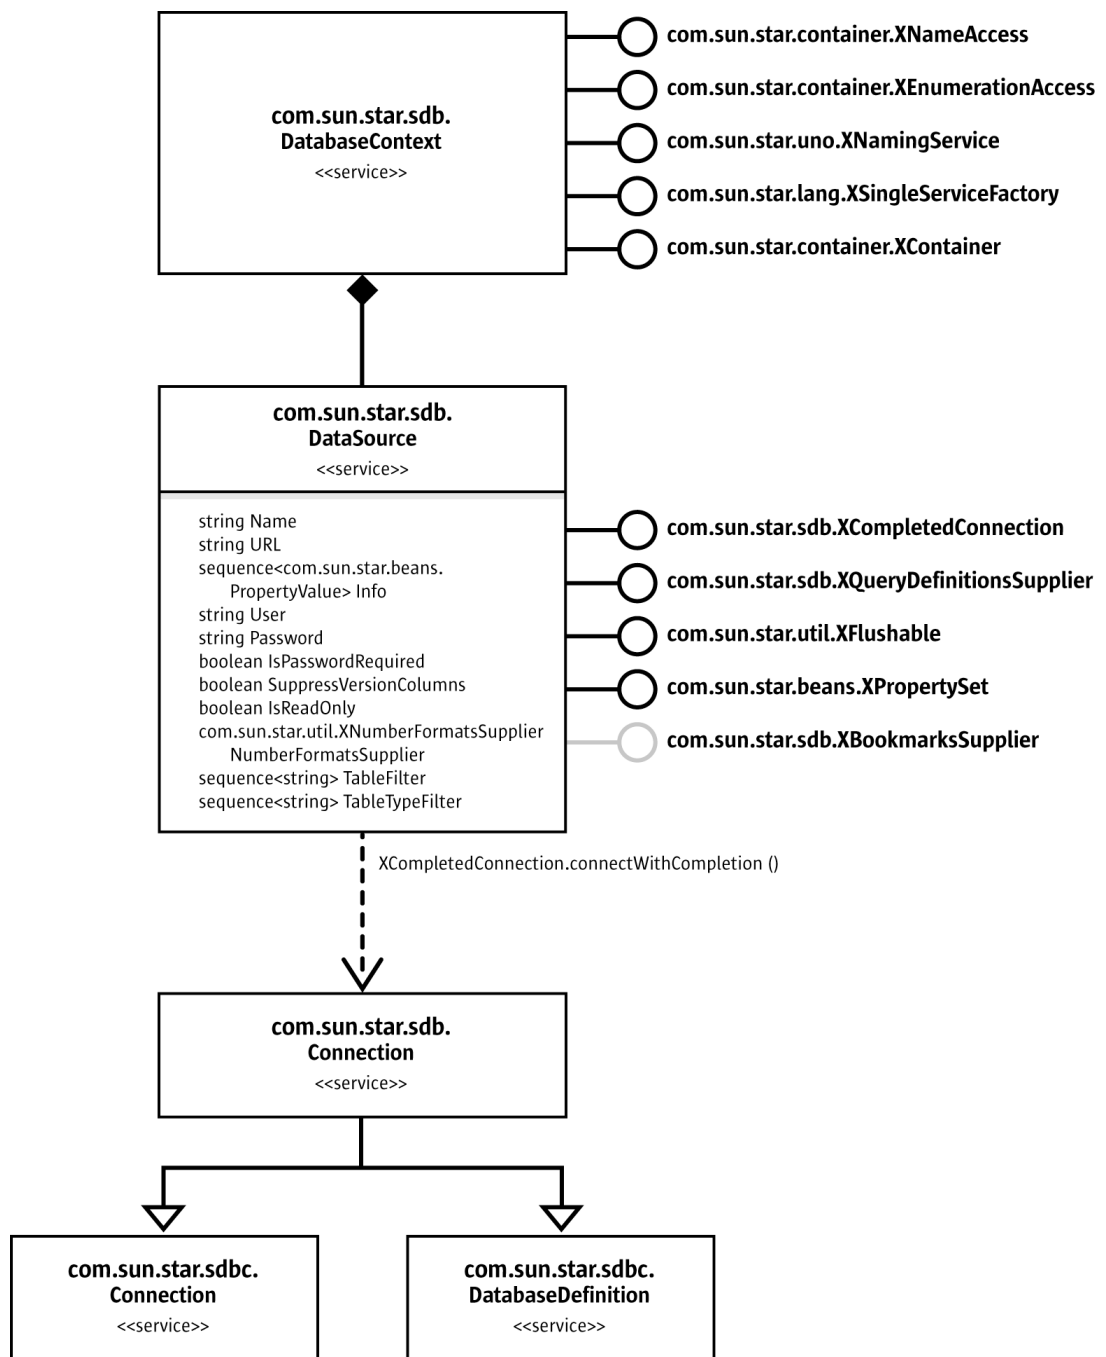 com.sun.star.sdb.
DatabaseContext
<<service>>
com.sun.star.container.XNameAccess
com.sun.star.container.XEnumerationAccess
com.sun.star.uno.XNamingService
com.sun.star.lang.XSingleServiceFactory
com.sun.star.container.XContainer
com.sun.star.sdb.
DataSource
<<service>>
string Name
string URL
sequence<com.sun.star.beans.
PropertyValue> Info
string User
string Password
boolean IsPasswordRequired
boolean SuppressVersionColumns
boolean IsReadOnly
com.sun.star.util.XNumberFormatsSupplier
NumberFormatsSupplier
sequence<string> TableFilter
sequence<string> TableTypeFilter
com.sun.star.sdb.XCompletedConnection
com.sun.star.sdb.XQueryDefinitionsSupplier
com.sun.star.util.XFlushable
com.sun.star.beans.XPropertySet
com.sun.star.sdb.XBookmarksSupplier
XCompletedConnection.connectWithCompletion ()
com.sun.star.sdb.
Connection
<<service>>
com.sun.star.sdbc.
Connection
<<service>>
com.sun.star.sdbc.
DatabaseDefinition
<<service>>